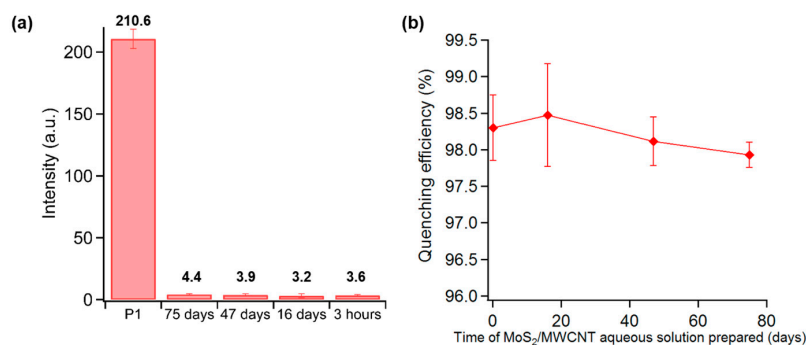 (a)
210.6
200
150
100
50
0
Intensity (a.u.)
4.4
3.9
3.2
3.6
P1
75 days
47 days
16 days
3 hours
(b)
99.5
99.0
98.5
98.0
97.5
97.0
96.5
96.0
Quenching efficiency (%)
0
20
40
60
80
Time of MoS₂/MWCNT aqueous solution prepared (days)